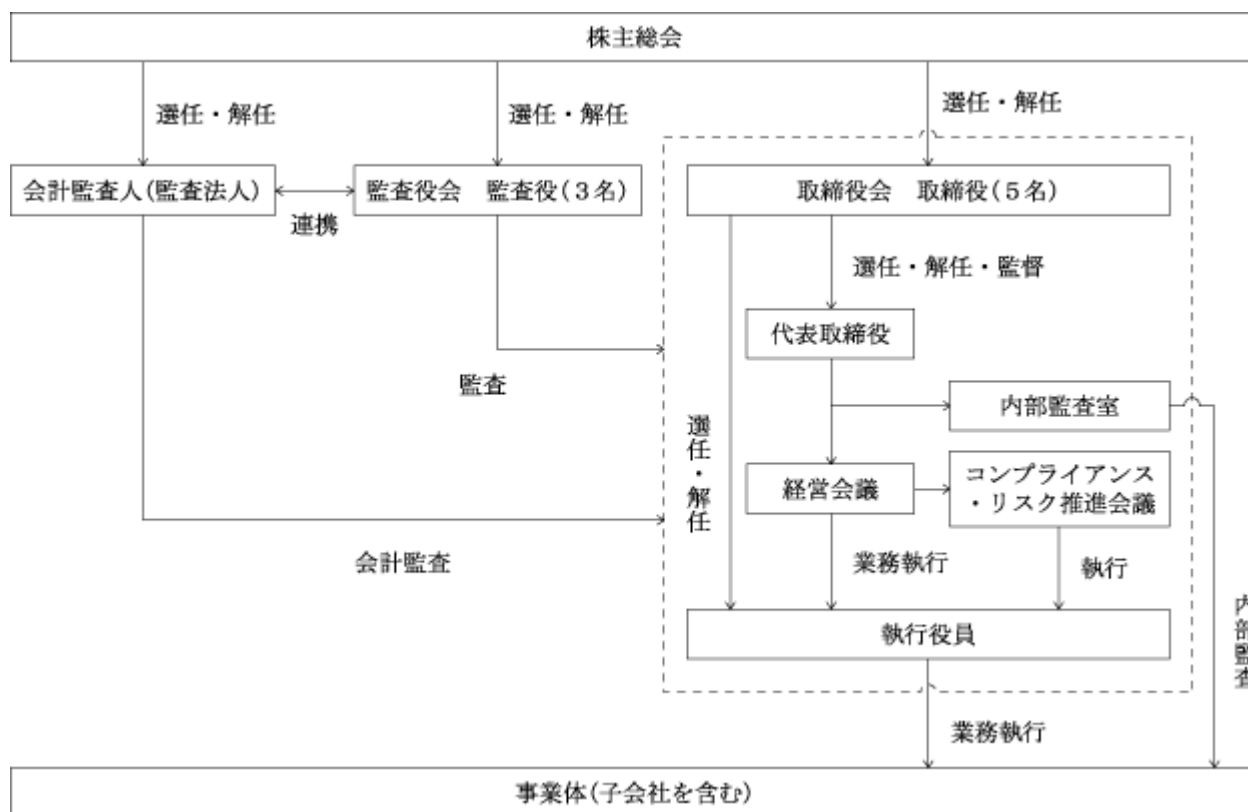 株主総会
選任・解任
選任・解任
選任・解任
会計監査人(監査法人)
連携
監査役会　監査役(3名)
取締役会　取締役(5名)
選任・解任・監督
代表取締役
監査
内部監査室
選任・解任
経営会議
コンプライアンス
・リスク推進会議
会計監査
業務執行
執行
執行役員
内部監査
業務執行
事業体(子会社を含む)